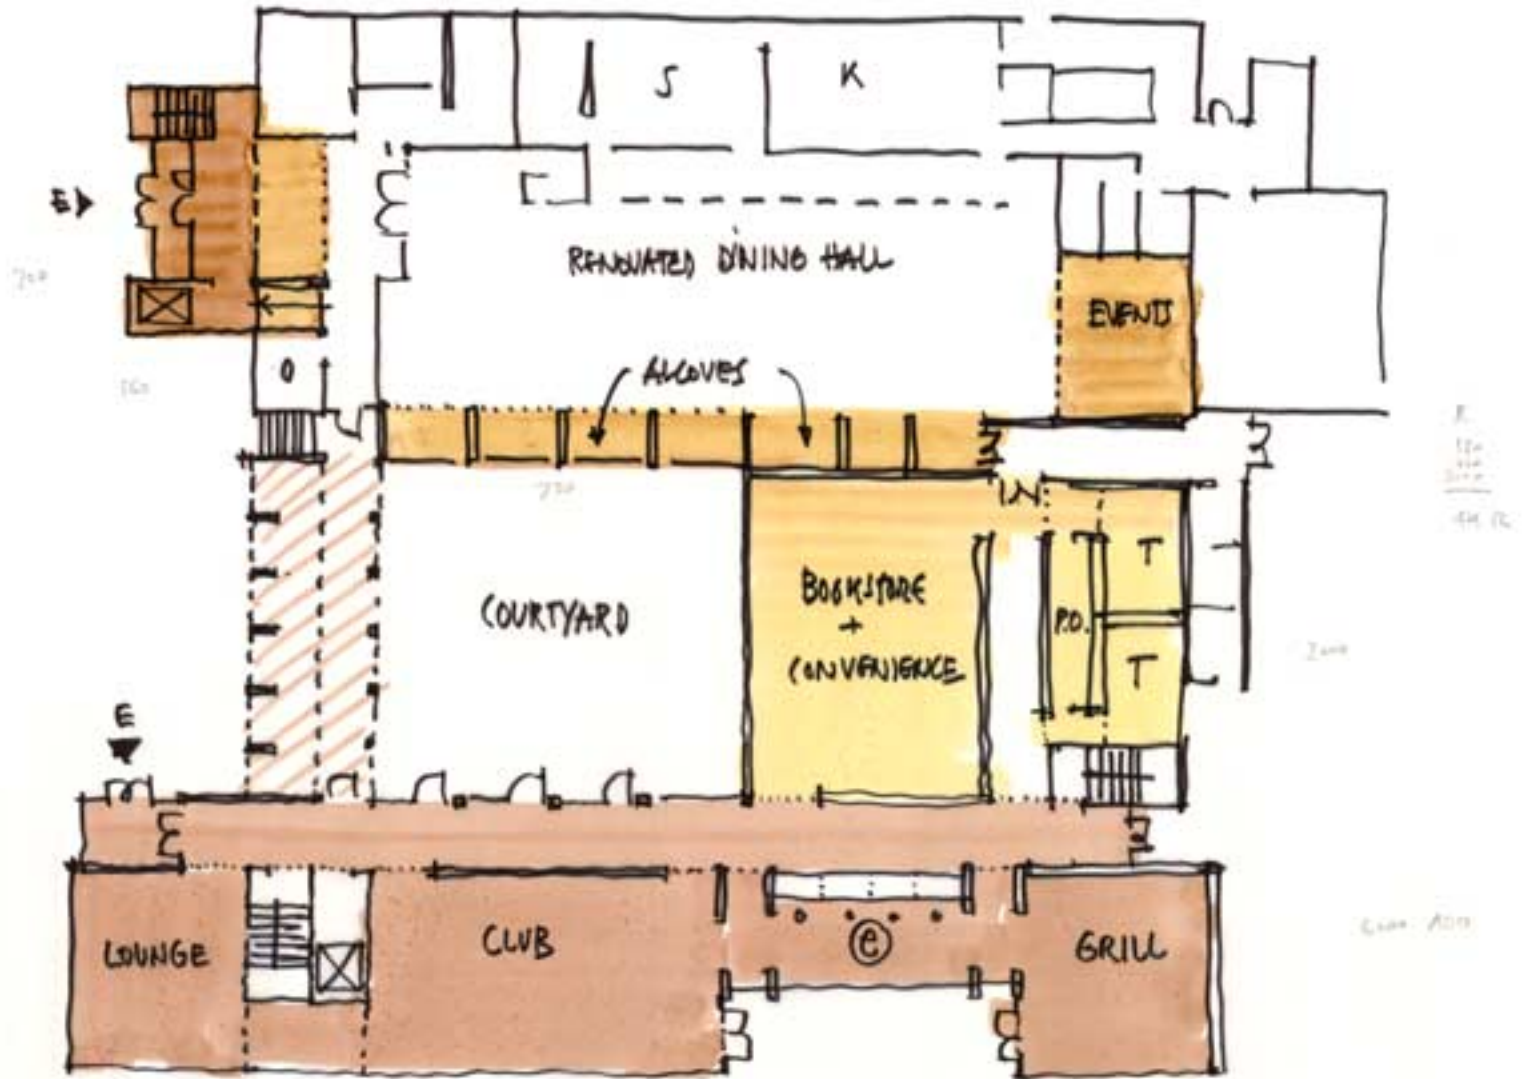 S
K
E
RENOVATED DINING HALL
EVENTS
O
ALCOVES
COURTYARD
BOOKSTORE
+
CONVENIENCE
P.O.
T
T
E
LOUNGE
CLUB
e
GRILL